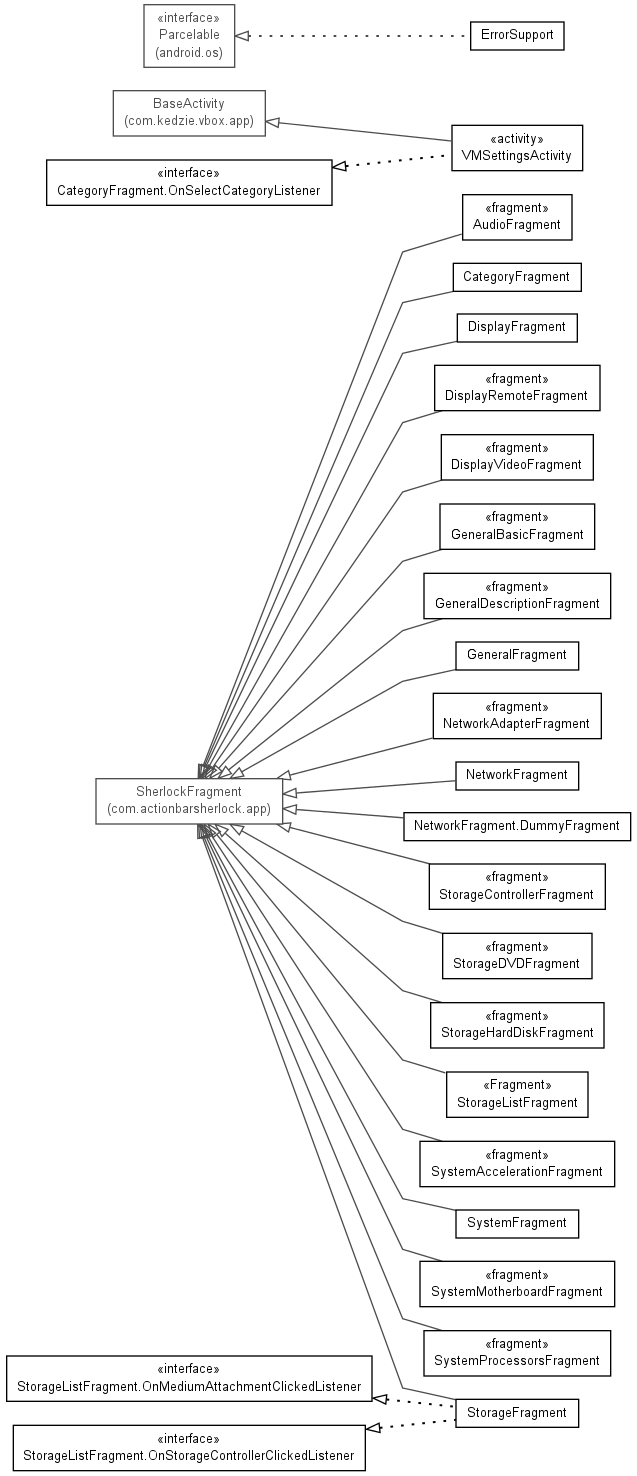 «interface»
Parcelable
(android.os)
ErrorSupport
BaseActivity
(com.kedzie.vbox.app)
«activity»
VMSettingsActivity
«interface»
CategoryFragment.OnSelectCategoryListener
«fragment»
AudioFragment
CategoryFragment
DisplayFragment
«fragment»
DisplayRemoteFragment
«fragment»
DisplayVideoFragment
«fragment»
GeneralBasicFragment
«fragment»
GeneralDescriptionFragment
GeneralFragment
«fragment»
NetworkAdapterFragment
SherlockFragment
(com.actionbarsherlock.app)
NetworkFragment
NetworkFragment.DummyFragment
«fragment»
StorageControllerFragment
«fragment»
StorageDVDFragment
«fragment»
StorageHardDiskFragment
«Fragment»
StorageListFragment
«fragment»
SystemAccelerationFragment
SystemFragment
«fragment»
SystemMotherboardFragment
«fragment»
SystemProcessorsFragment
«interface»
StorageListFragment.OnMediumAttachmentClickedListener
StorageFragment
«interface»
StorageListFragment.OnStorageControllerClickedListener